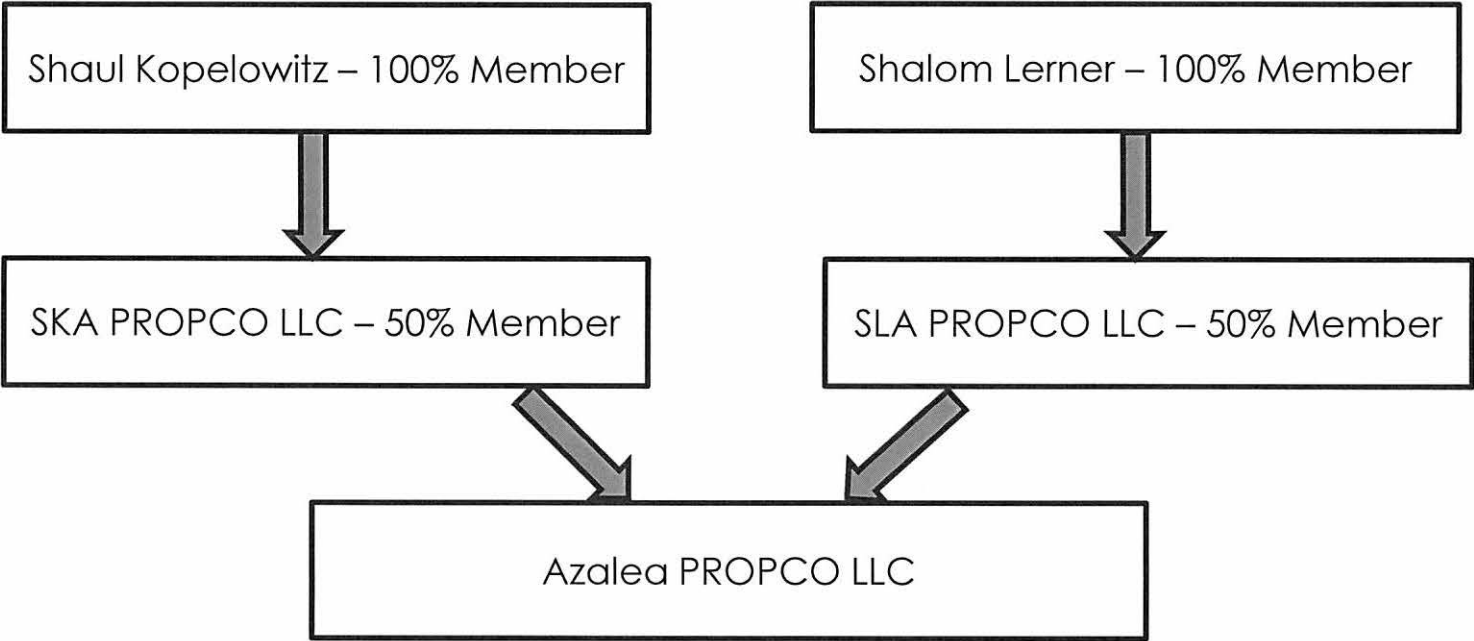 Shaul Kopelowitz – 100% Member
Shalom Lerner – 100% Member
SKA PROPCO LLC – 50% Member
SLA PROPCO LLC – 50% Member
Azalea PROPCO LLC